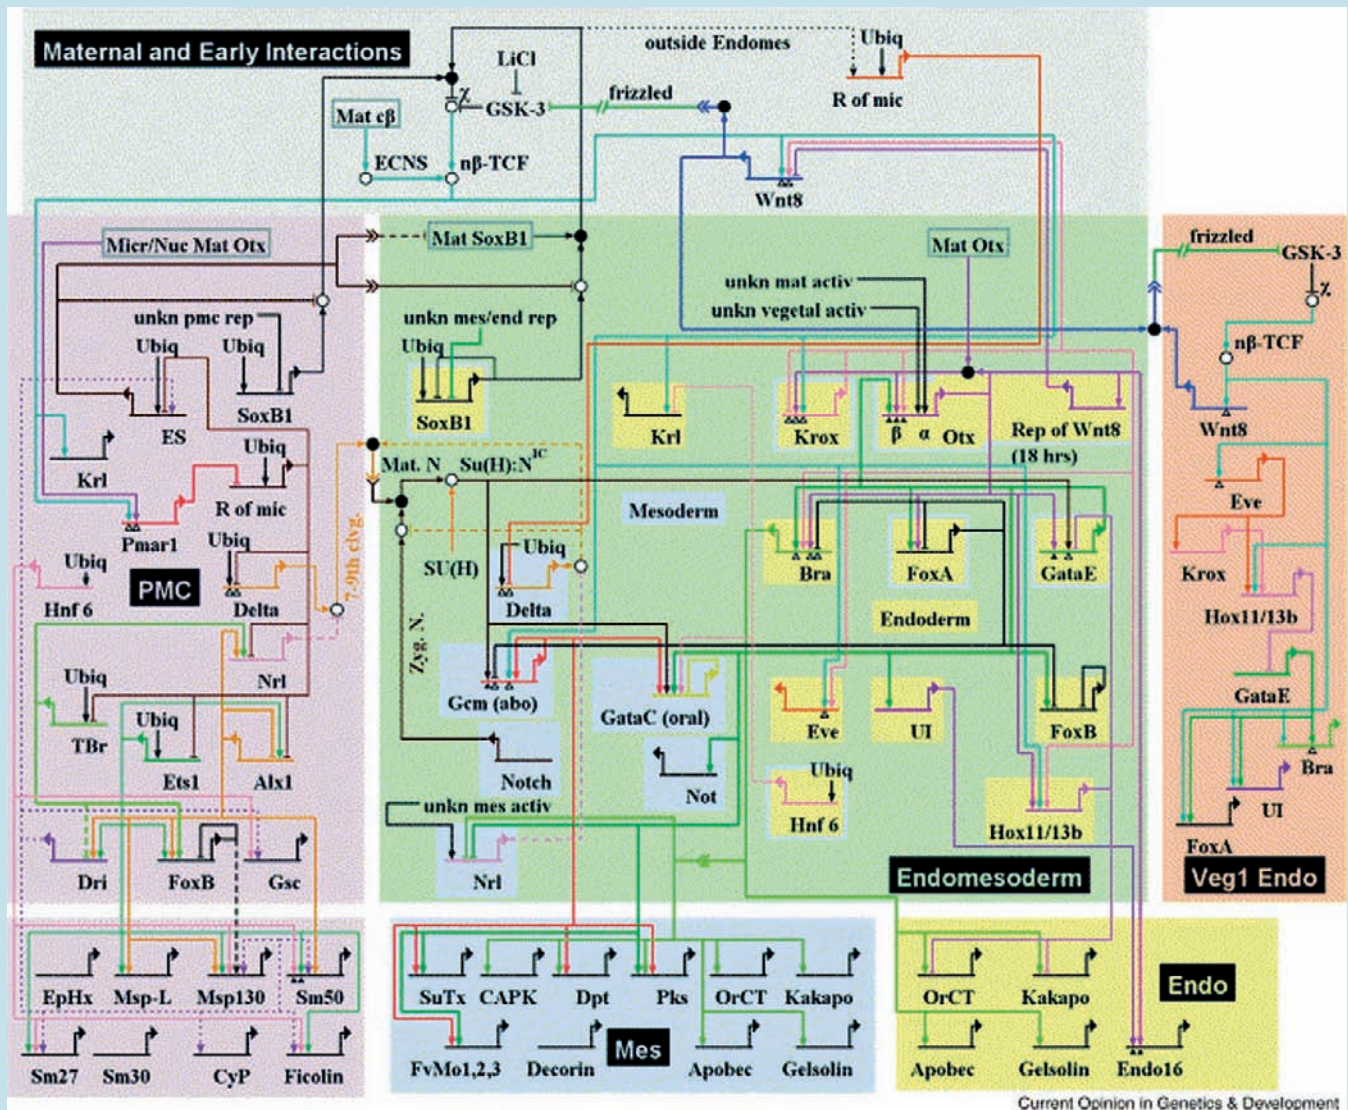 Maternal and Early Interactions
outside Endomes
Ubiq
LiCl
R of mic
χ
GSK-3
frizzled
Mat cβ
ECNS
nβ-TCF
Wnt8
Micr/Nuc Mat Otx
Mat SoxB1
Mat Otx
frizzled
GSK-3
χ
unkn mat activ
unkn vegetal activ
nβ-TCF
unkn pmc rep
unkn mes/end rep
Ubiq
Ubiq
Ubiq
SoxB1
ES
SoxB1
Krl
Krox
β α Otx
Rep of Wnt8
(18 hrs)
Wnt8
Krl
Ubiq
R of mic
Mat. N
Su(H):N^IC
Mesoderm
Eve
Pmar1
7-9th clvg.
SU(H)
Ubiq
Bra
FoxA
GataE
Krox
Hox11/13b
Ubiq
Hnf 6
PMC
Ubiq
Delta
Delta
Endoderm
Zyg. N.
Nrl
Gcm (abo)
GataC (oral)
Eve
UI
FoxB
GataE
Ubiq
TBr
Ubiq
Ets1
Alx1
Notch
Not
Ubiq
Hnf 6
Hox11/13b
Bra
UI
FoxA
unkn mes activ
Dri
FoxB
Gsc
Nrl
Endomesoderm
Veg1 Endo
EpHx
Msp-L
Msp130
Sm50
SuTx
CAPK
Dpt
Pks
OrCT
Kakapo
OrCT
Kakapo
Endo
Sm27
Sm30
CyP
Ficolin
FvMo1,2,3
Decorin
Mes
Apobec
Gelsolin
Apobec
Gelsolin
Endo16
Current Opinion in Genetics & Development